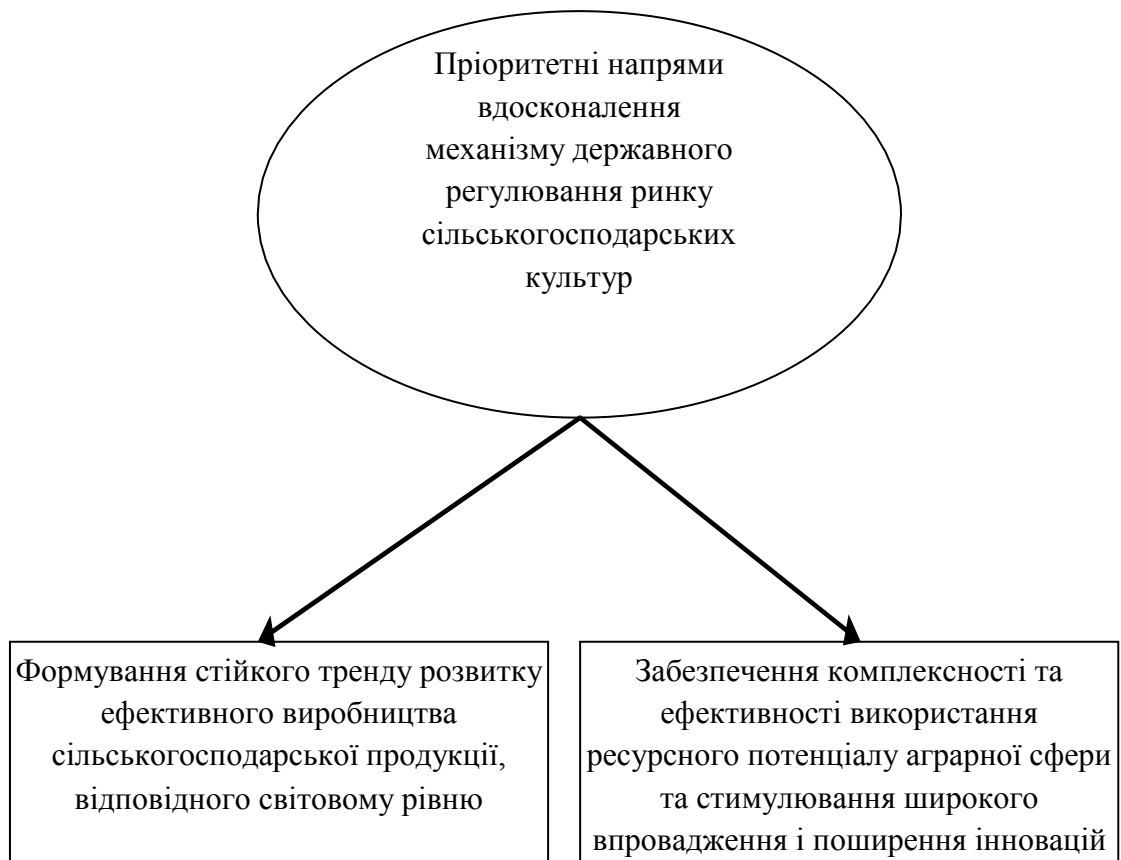 Пріоритетні напрями
вдосконалення
механізму державного
регулювання ринку
сільськогосподарських
культур
Формування стійкого тренду розвитку
ефективного виробництва
сільськогосподарської продукції,
відповідного світовому рівню
Забезпечення комплексності та
ефективності використання
ресурсного потенціалу аграрної сфери
та стимулювання широкого
впровадження і поширення інновацій